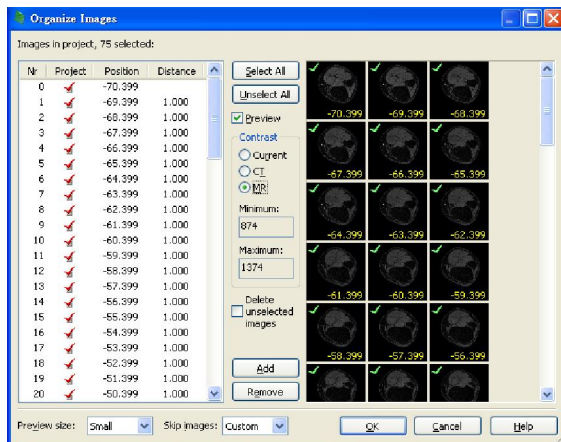 Organize Images
Images in project, 75 selected:
Nr Project Position Distance
0 -70.399
1 -69.399 1.000
2 -68.399 1.000
3 -67.399 1.000
4 -66.399 1.000
5 -65.399 1.000
6 -64.399 1.000
7 -63.399 1.000
8 -62.399 1.000
9 -61.399 1.000
10 -60.399 1.000
11 -59.399 1.000
12 -58.399 1.000
13 -57.399 1.000
14 -56.399 1.000
15 -55.399 1.000
16 -54.399 1.000
17 -53.399 1.000
18 -52.399 1.000
19 -51.399 1.000
20 -50.399 1.000
Select All
Unselect All
Preview
Contrast
Current
CT
MR
Minimum:
874
Maximum:
1374
Delete
unselected
images
Add
Remove
-70.399 -69.399 -68.399
-67.399 -66.399 -65.399
-64.399 -63.399 -62.399
-61.399 -60.399 -59.399
-58.399 -57.399 -56.399
Preview size: Small Skip images: Custom OK Cancel Help